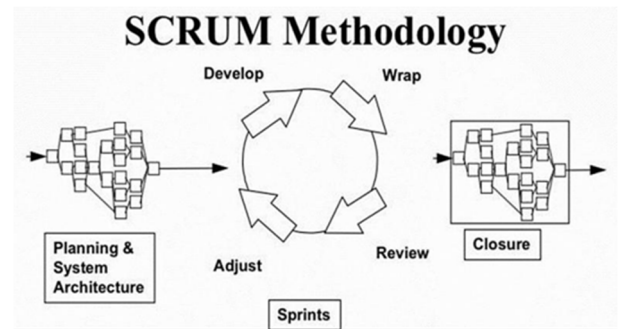 SCRUM Methodology
Develop
Wrap
Planning &
System
Architecture
Adjust
Review
Closure
Sprints